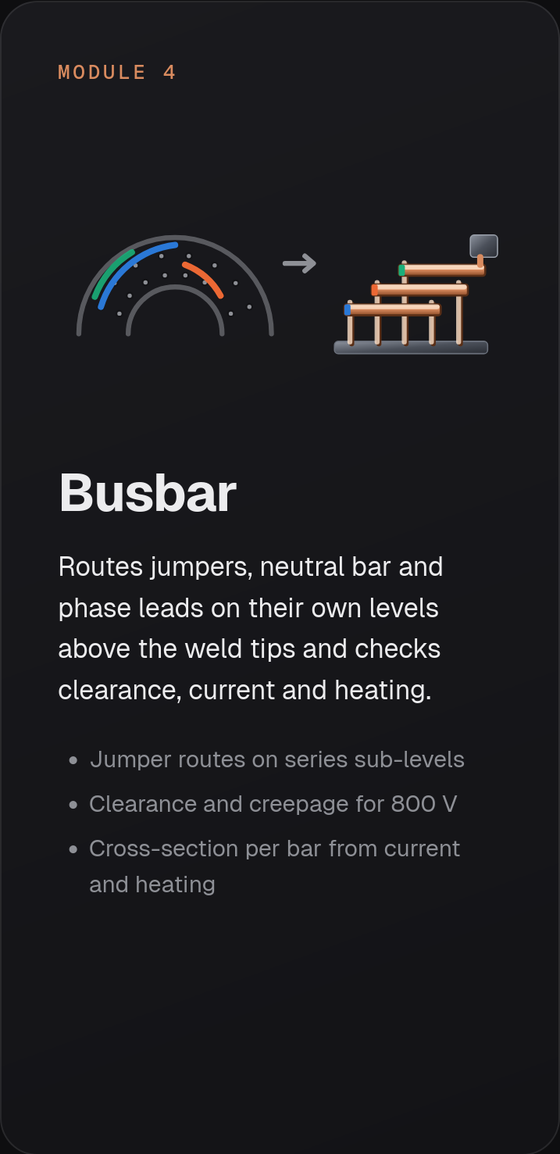 MODULE 4
Busbar
Routes jumpers, neutral bar and
phase leads on their own levels
above the weld tips and checks
clearance, current and heating.
• Jumper routes on series sub-levels
• Clearance and creepage for 800 V
• Cross-section per bar from current
and heating